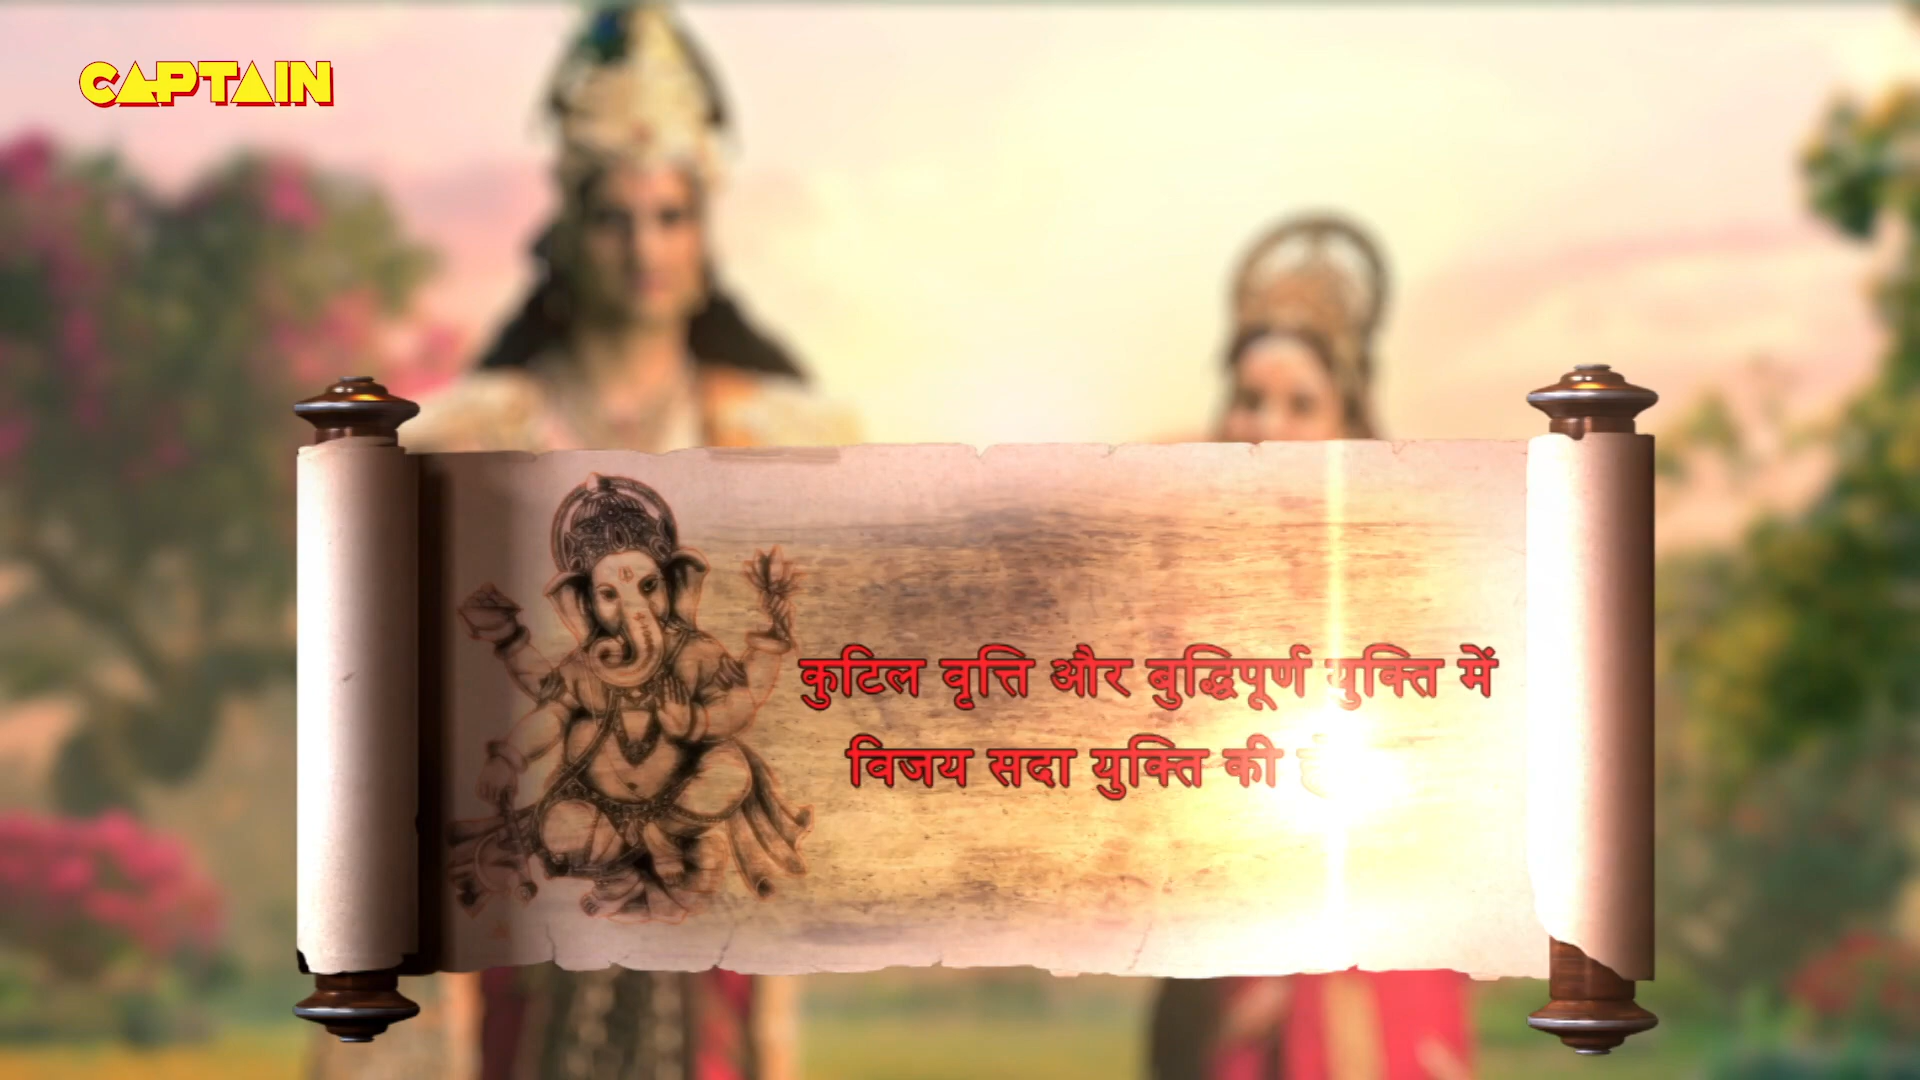 CAPTAIN
कुटिल वृत्ति और बुद्धिपूर्ण युक्ति में
विजय सदा युक्ति की